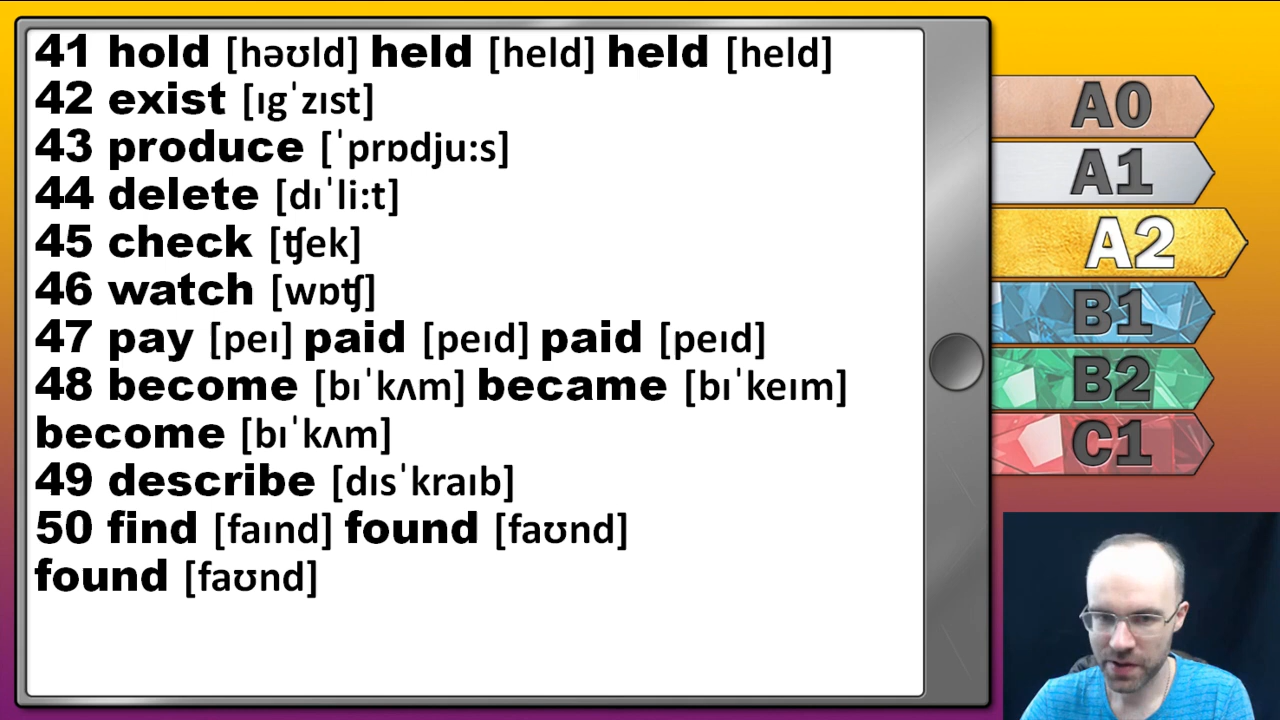 41 hold [həʊld] held [held] held [held]
42 exist [ɪgˈzɪst]
43 produce [ˈprɒdju:s]
44 delete [dɪˈli:t]
45 check [ʧek]
46 watch [wɒʧ]
47 pay [peɪ] paid [peɪd] paid [peɪd]
48 become [bɪˈkʌm] became [bɪˈkeɪm]
become [bɪˈkʌm]
49 describe [dɪsˈkraɪb]
50 find [faɪnd] found [faʊnd]
found [faʊnd]
A0
A1
A2
B1
B2
C1